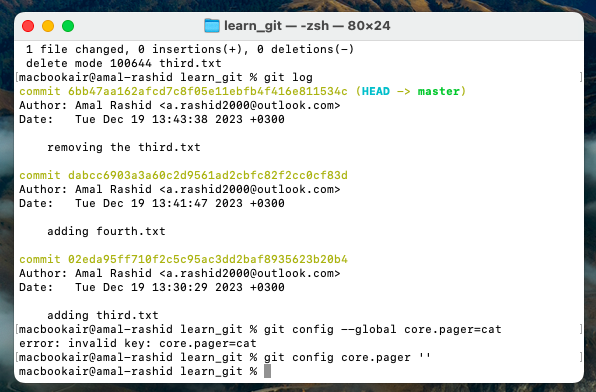 learn_git — -zsh — 80×24
1 file changed, 0 insertions(+), 0 deletions(-)
delete mode 100644 third.txt
[macbookair@amal-rashid learn_git % git log ]
commit 6bb47aa162afcd7c8f05e11ebfb4f416e811534c (HEAD -> master)
Author: Amal Rashid <a.rashid2000@outlook.com>
Date:   Tue Dec 19 13:43:38 2023 +0300
removing the third.txt
commit dabcc6903a3a60c2d9561ad2cbfc82f2cc0cf83d
Author: Amal Rashid <a.rashid2000@outlook.com>
Date:   Tue Dec 19 13:41:47 2023 +0300
adding fourth.txt
commit 02eda95ff710f2c5c95ac3dd2baf8935623b20b4
Author: Amal Rashid <a.rashid2000@outlook.com>
Date:   Tue Dec 19 13:30:29 2023 +0300
adding third.txt
[macbookair@amal-rashid learn_git % git config --global core.pager=cat ]
error: invalid key: core.pager=cat
[macbookair@amal-rashid learn_git % git config core.pager '' ]
macbookair@amal-rashid learn_git %